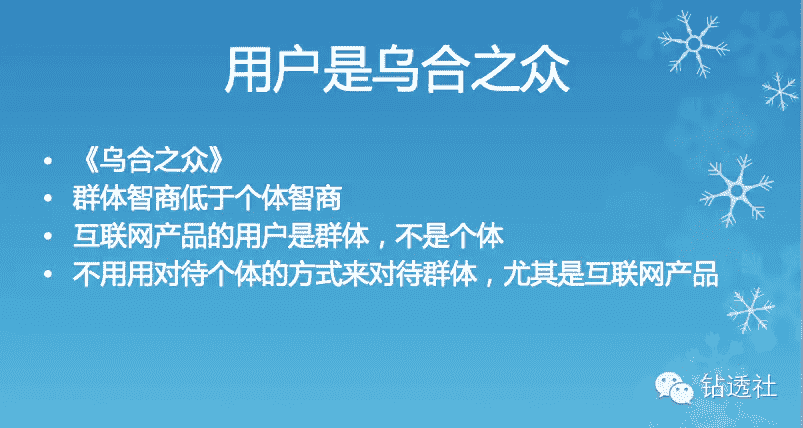 用户是乌合之众
• 《乌合之众》
• 群体智商低于个体智商
• 互联网产品的用户是群体，不是个体
• 不用用对待个体的方式来对待群体，尤其是互联网产品
钻透社